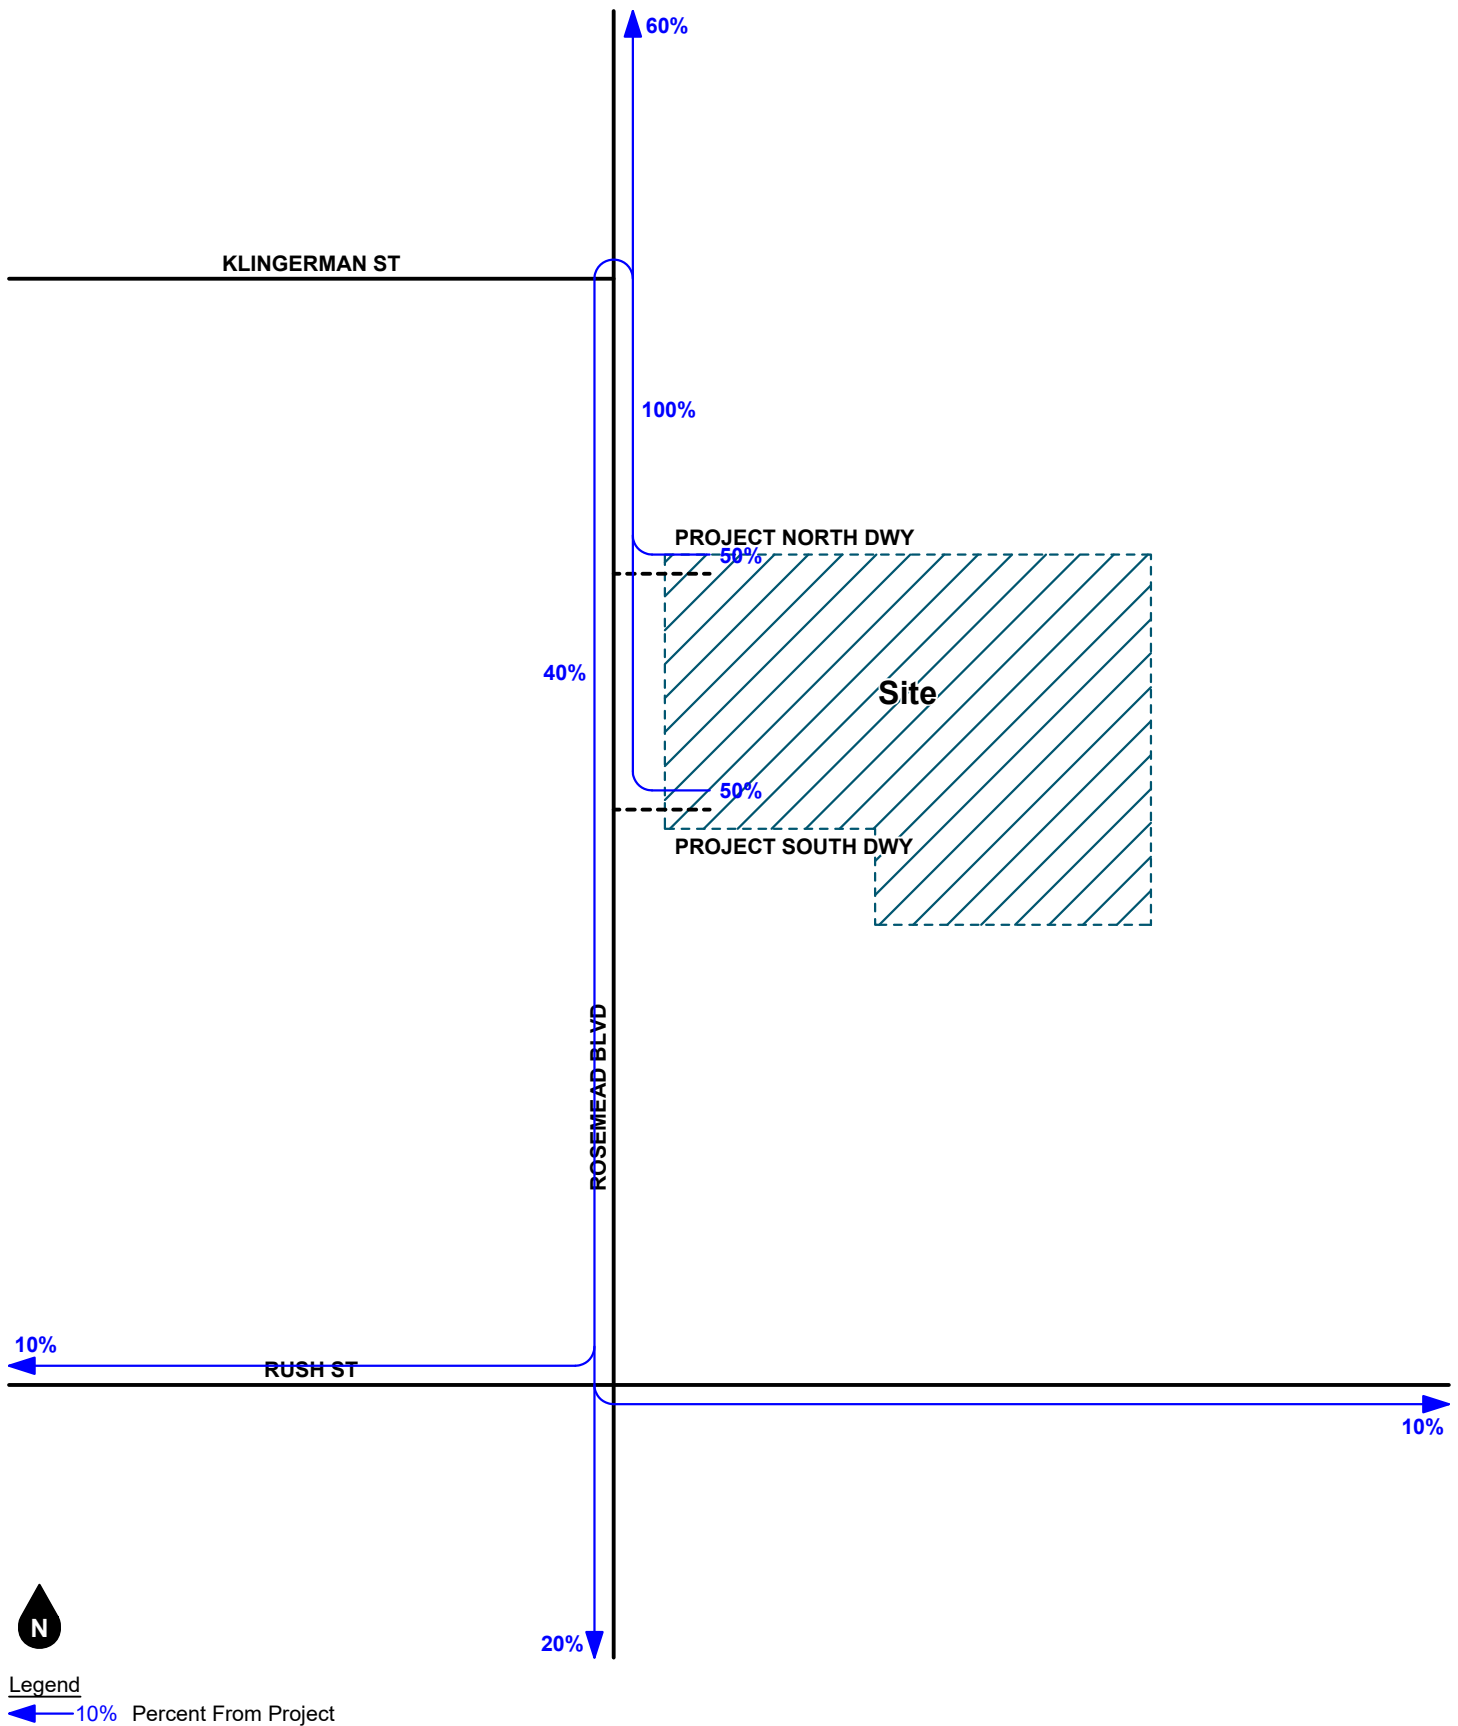 60%
KLINGERMAN ST
100%
PROJECT NORTH DWY
50%
40%
Site
50%
PROJECT SOUTH DWY
ROSEMEAD BLVD
10%
RUSH ST
10%
20%
N
Legend
10% Percent From Project